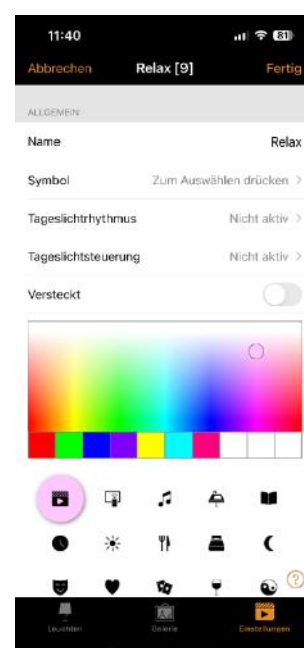 11:40
81
Abbrechen Relax [9] Fertig
ALLGEMEIN
Name Relax
Symbol Zum Auswählen drücken >
Tageslichtrhythmus Nicht aktiv >
Tageslichtsteuerung Nicht aktiv >
Versteckt
?
Leuchten Galerie Einstellungen